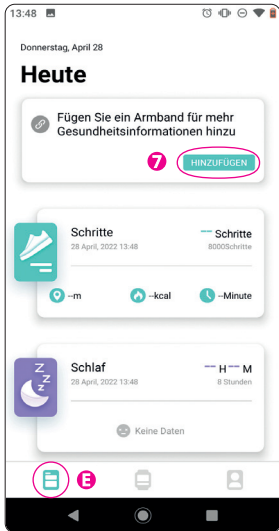 13:48
Donnerstag, April 28
Heute
Fügen Sie ein Armband für mehr
Gesundheitsinformationen hinzu
7 HINZUFÜGEN
Schritte -- Schritte
28 April, 2022 13:48 8000Schritte
--m --kcal --Minute
Z Z Z
Schlaf -- H -- M
28 April, 2022 13:48 8 Stunden
Keine Daten
E